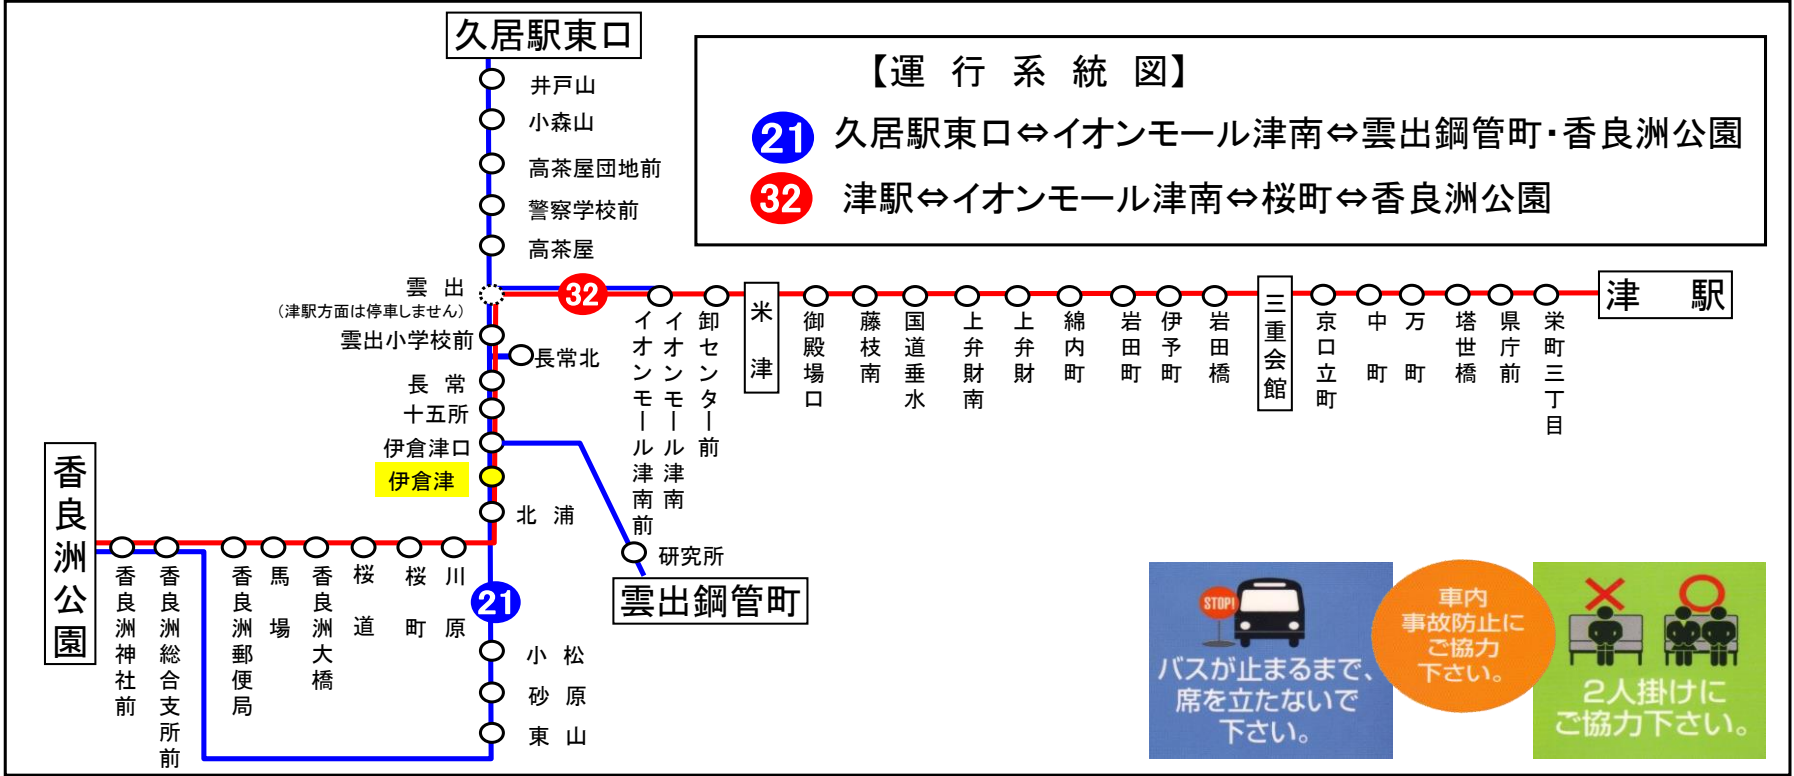 久居駅東口
井戸山
小森山
高茶屋団地前
警察学校前
高茶屋
【運行系統図】
21 久居駅東口⇔イオンモール津南⇔雲出鋼管町・香良洲公園
32 津駅⇔イオンモール津南⇔桜町⇔香良洲公園
雲出
（津駅方面は停車しません）
雲出小学校前
長常北
長常
十五所
伊倉津口
伊倉津
北浦
32
イオンモール津南前
イオンモール津南
卸センター前
米津
御殿場口
藤枝南
国道垂水
上弁財南
上弁財
綿内町
岩田町
伊予町
岩田橋
三重会館
京口立町
中町
万町
塔世橋
県庁前
栄町三丁目
津駅
研究所
雲出鋼管町
香良洲公園
香良洲神社前
香良洲総合支所前
香良洲郵便局
馬場
香良洲大橋
桜道
桜町
川原
21
小松
砂原
東山
STOP!
バスが止まるまで、
席を立たないで
下さい。
車内
事故防止に
ご協力
下さい。
2人掛けに
ご協力下さい。